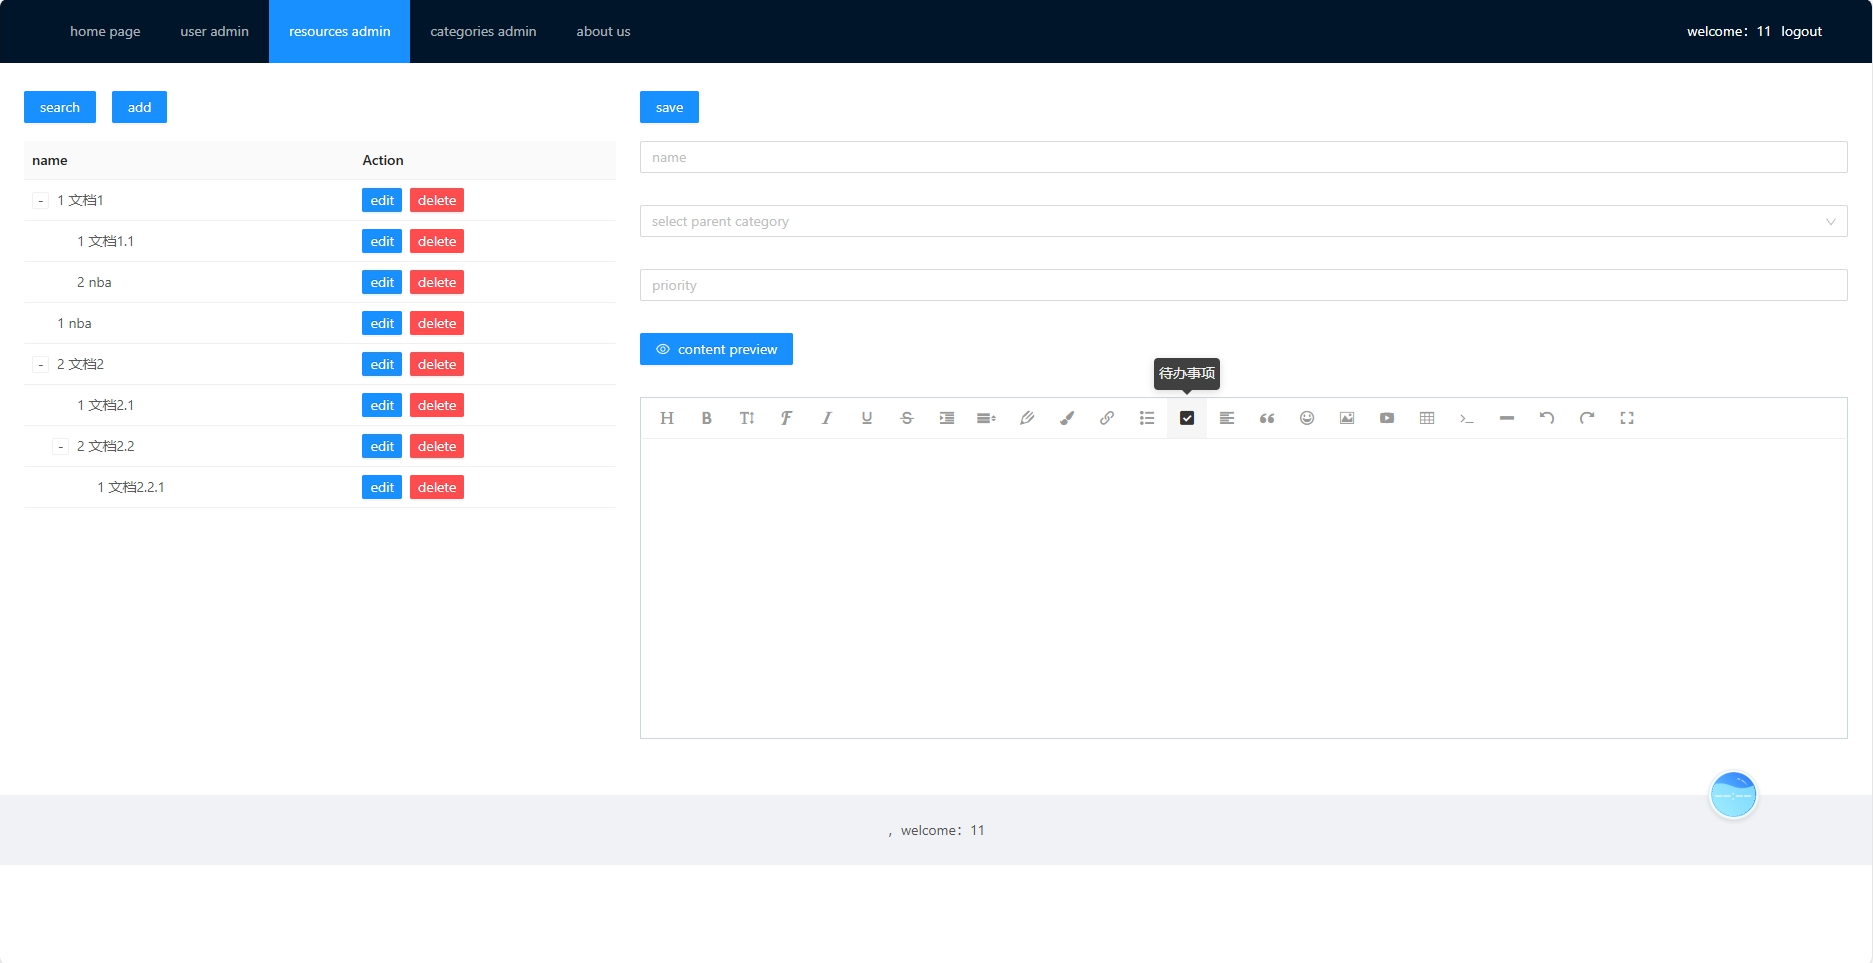 home page user admin resources admin categories admin about us welcome：11 logout
search add
name Action
- 1 文档1 edit delete
1 文档1.1 edit delete
2 nba edit delete
1 nba edit delete
- 2 文档2 edit delete
1 文档2.1 edit delete
- 2 文档2.2 edit delete
1 文档2.2.1 edit delete
save
name
select parent category
priority
content preview
待办事项
，welcome：11